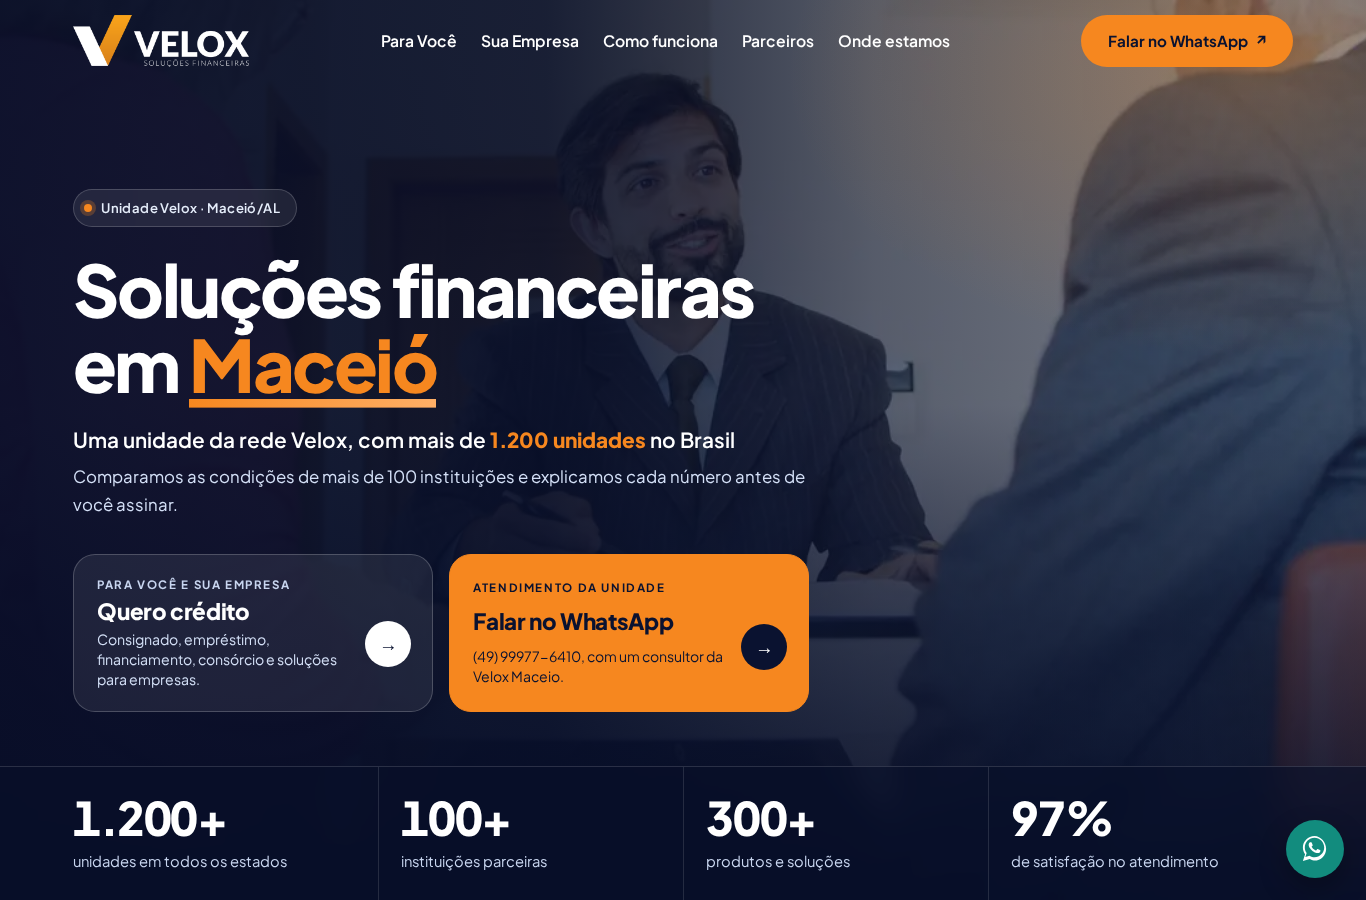 VELOX
SOLUÇÕES FINANCEIRAS
Para Você
Sua Empresa
Como funciona
Parceiros
Onde estamos
Falar no WhatsApp ↗
Unidade Velox · Maceió/AL
Soluções financeiras
em Maceió
Uma unidade da rede Velox, com mais de 1.200 unidades no Brasil
Comparamos as condições de mais de 100 instituições e explicamos cada número antes de
você assinar.
PARA VOCÊ E SUA EMPRESA
Quero crédito
Consignado, empréstimo,
financiamento, consórcio e soluções
para empresas.
→
ATENDIMENTO DA UNIDADE
Falar no WhatsApp
(49) 99977-6410, com um consultor da
Velox Maceio.
→
1.200+
unidades em todos os estados
100+
instituições parceiras
300+
produtos e soluções
97%
de satisfação no atendimento